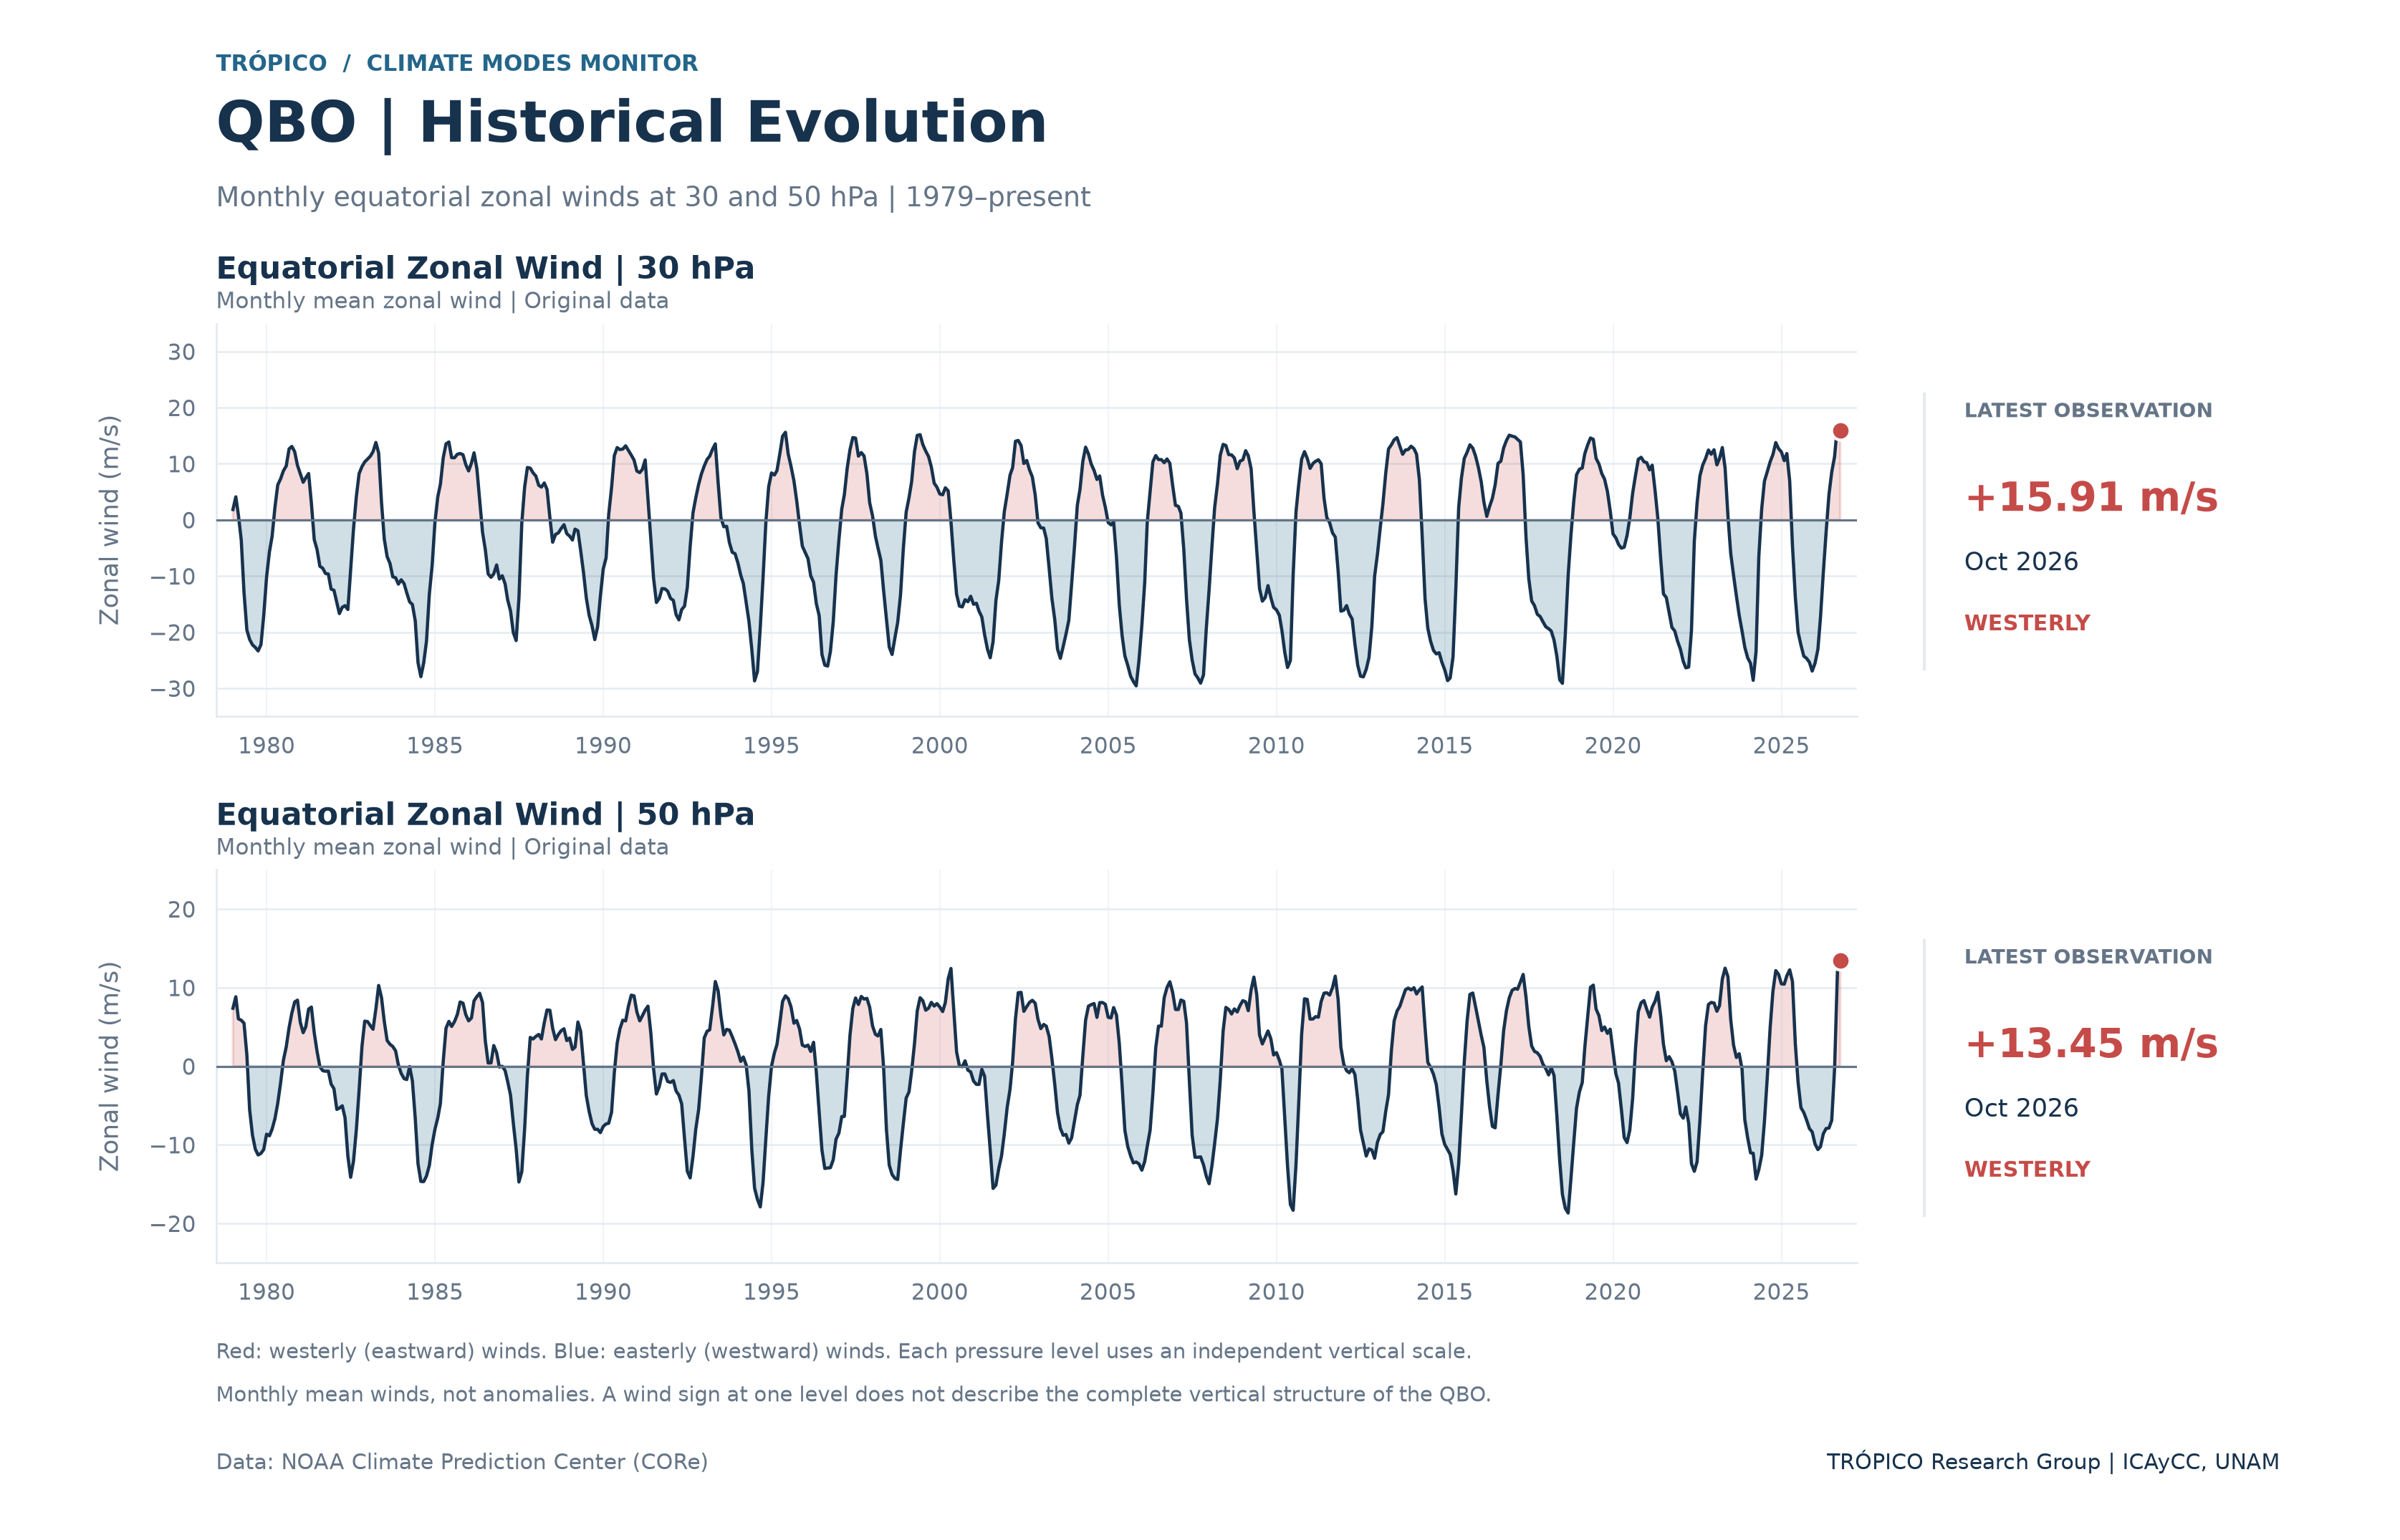 TRÓPICO / CLIMATE MODES MONITOR
QBO | Historical Evolution
Monthly equatorial zonal winds at 30 and 50 hPa | 1979–present
Equatorial Zonal Wind | 30 hPa
Monthly mean zonal wind | Original data
Zonal wind (m/s)
30
20
10
0
−10
−20
−30
1980 1985 1990 1995 2000 2005 2010 2015 2020 2025
LATEST OBSERVATION
+15.91 m/s
Oct 2026
WESTERLY
Equatorial Zonal Wind | 50 hPa
Monthly mean zonal wind | Original data
Zonal wind (m/s)
20
10
0
−10
−20
1980 1985 1990 1995 2000 2005 2010 2015 2020 2025
LATEST OBSERVATION
+13.45 m/s
Oct 2026
WESTERLY
Red: westerly (eastward) winds. Blue: easterly (westward) winds. Each pressure level uses an independent vertical scale.
Monthly mean winds, not anomalies. A wind sign at one level does not describe the complete vertical structure of the QBO.
Data: NOAA Climate Prediction Center (CORe)
TRÓPICO Research Group | ICAyCC, UNAM